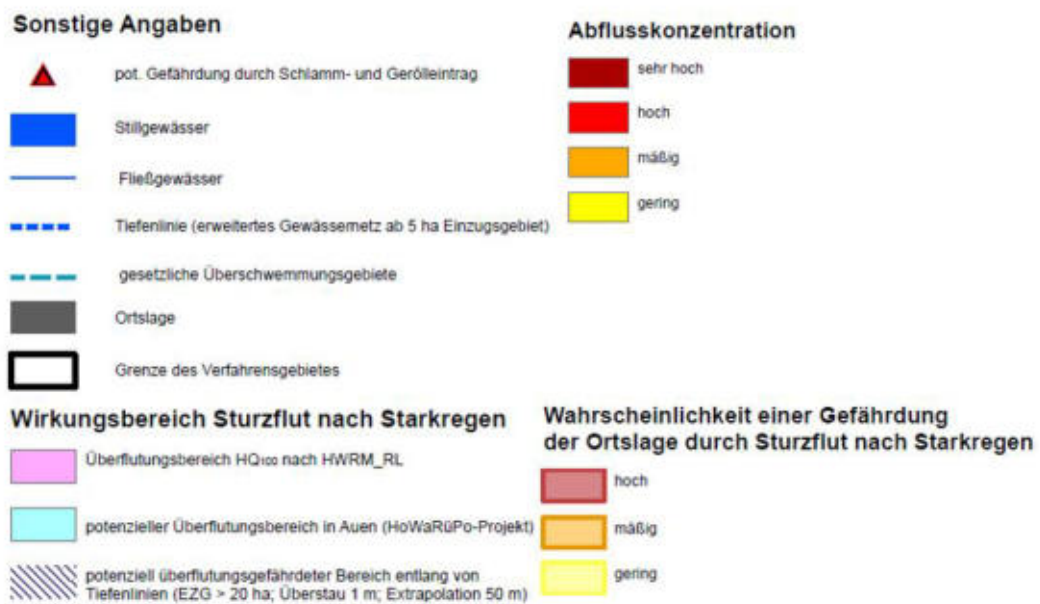 Sonstige Angaben
pot. Gefährdung durch Schlamm- und Gerölleintrag
Stillgewässer
Fließgewässer
Tiefenlinie (erweitertes Gewässernetz ab 5 ha Einzugsgebiet)
gesetzliche Überschwemmungsgebiete
Ortslage
Grenze des Verfahrensgebietes
Abflusskonzentration
sehr hoch
hoch
mäßig
gering
Wirkungsbereich Sturzflut nach Starkregen
Überflutungsbereich HQ100 nach HWRM_RL
potenzieller Überflutungsbereich in Auen (HoWaRüPo-Projekt)
potenziell überflutungsgefährdeter Bereich entlang von
Tiefenlinien (EZG > 20 ha; Überstau 1 m; Extrapolation 50 m)
Wahrscheinlichkeit einer Gefährdung
der Ortslage durch Sturzflut nach Starkregen
hoch
mäßig
gering